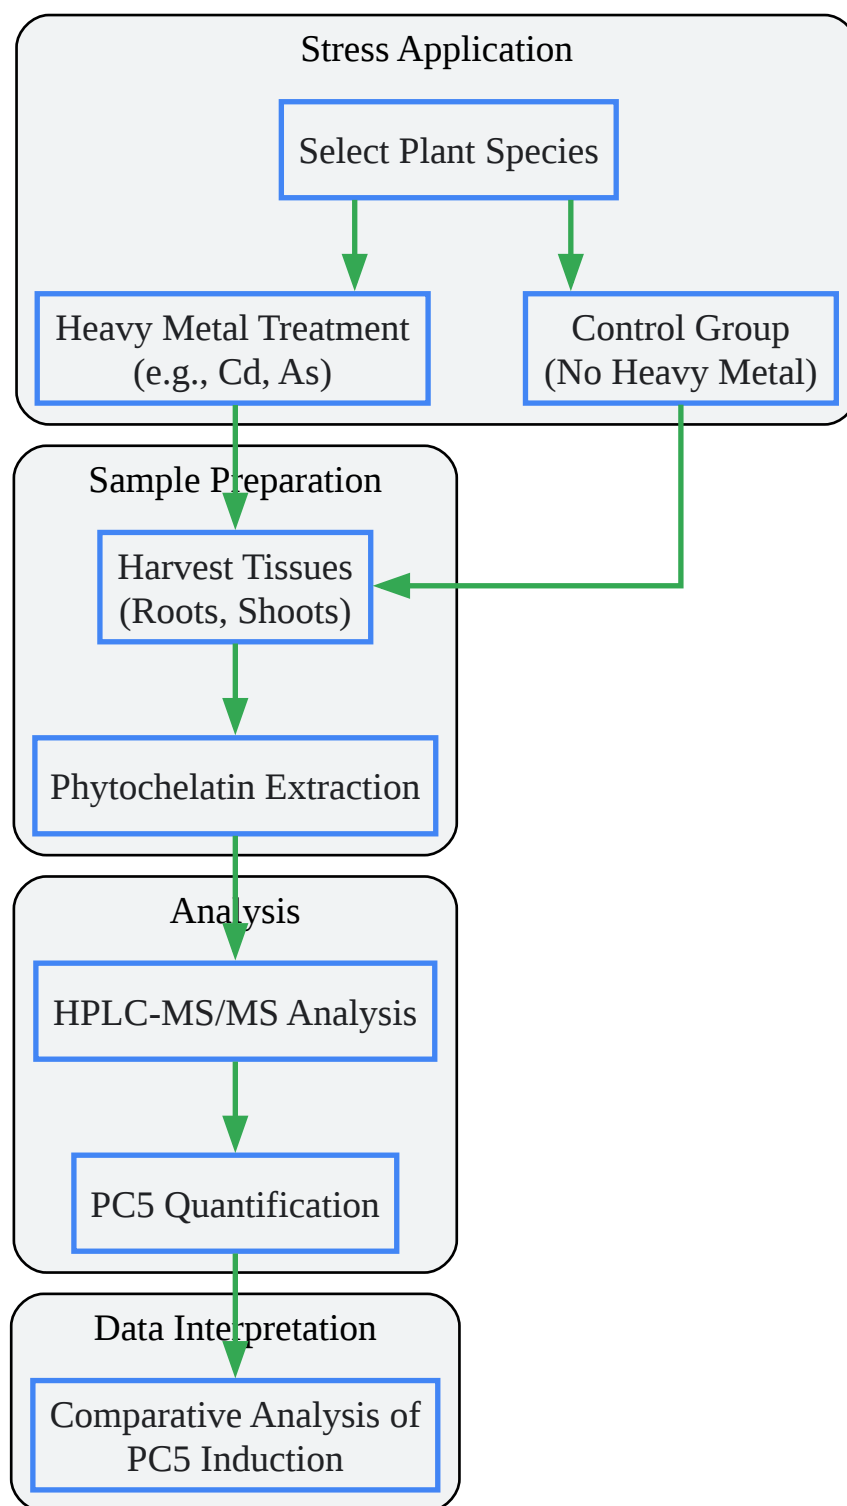 Stress Application
Select Plant Species
Heavy Metal Treatment
(e.g., Cd, As)
Control Group
(No Heavy Metal)
Sample Preparation
Harvest Tissues
(Roots, Shoots)
Phytochelatin Extraction
Analysis
HPLC-MS/MS Analysis
PC5 Quantification
Data Interpretation
Comparative Analysis of
PC5 Induction